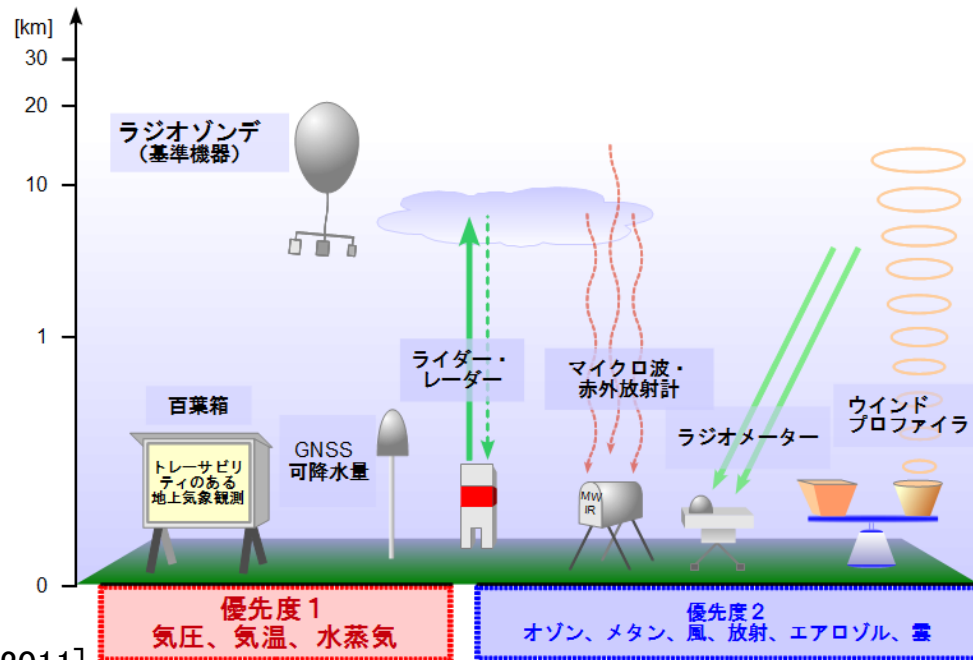 [km]
30
20
10
1
0
ラジオゾンデ
(基準機器)
百葉箱
トレーサビリ
ティのある
地上気象観測
GNSS
可降水量
ライダー・
レーダー
マイクロ波・
赤外放射計
MW
IR
ラジオメーター
ウインド
プロファイラ
優先度1
気圧、気温、水蒸気
優先度2
オゾン、メタン、風、放射、エアロゾル、雲